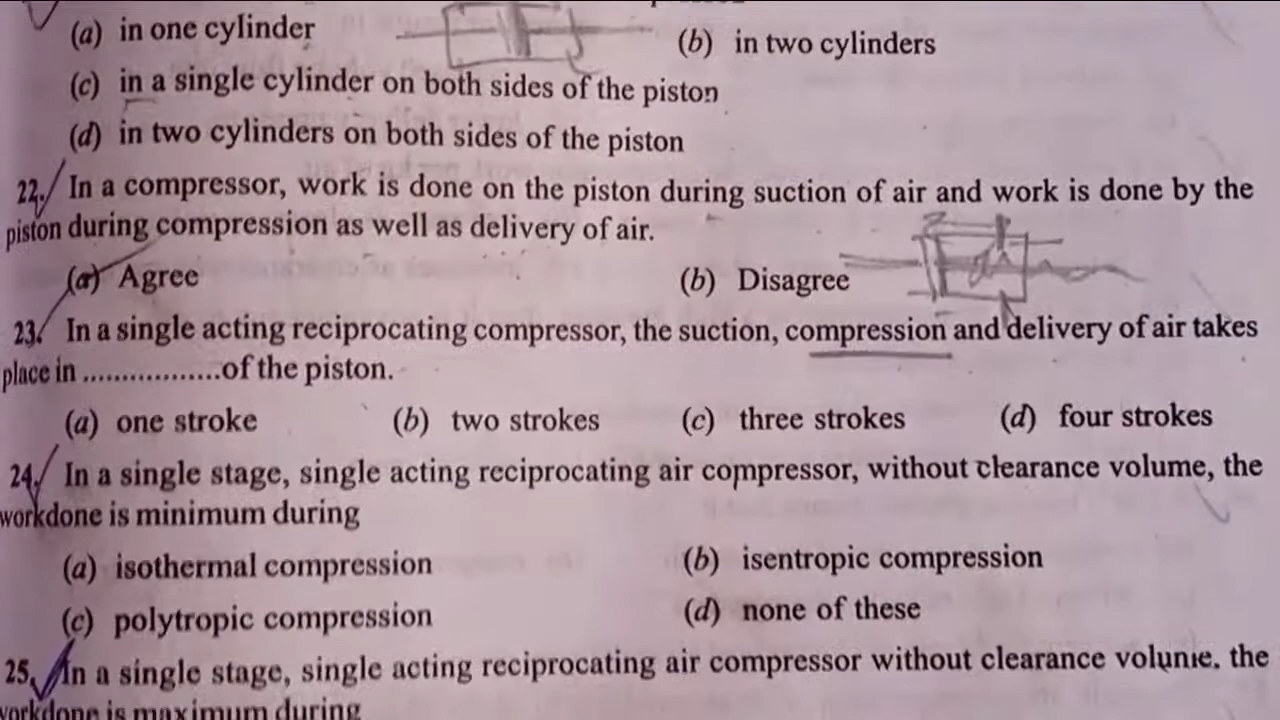 (a) in one cylinder (b) in two cylinders
(c) in a single cylinder on both sides of the piston
(d) in two cylinders on both sides of the piston
22. In a compressor, work is done on the piston during suction of air and work is done by the
piston during compression as well as delivery of air.
(a) Agree (b) Disagree
23. In a single acting reciprocating compressor, the suction, compression and delivery of air takes
place in ..................of the piston.
(a) one stroke (b) two strokes (c) three strokes (d) four strokes
24. In a single stage, single acting reciprocating air compressor, without clearance volume, the
workdone is minimum during
(a) isothermal compression (b) isentropic compression
(c) polytropic compression (d) none of these
25. In a single stage, single acting reciprocating air compressor without clearance volume, the
workdone is maximum during